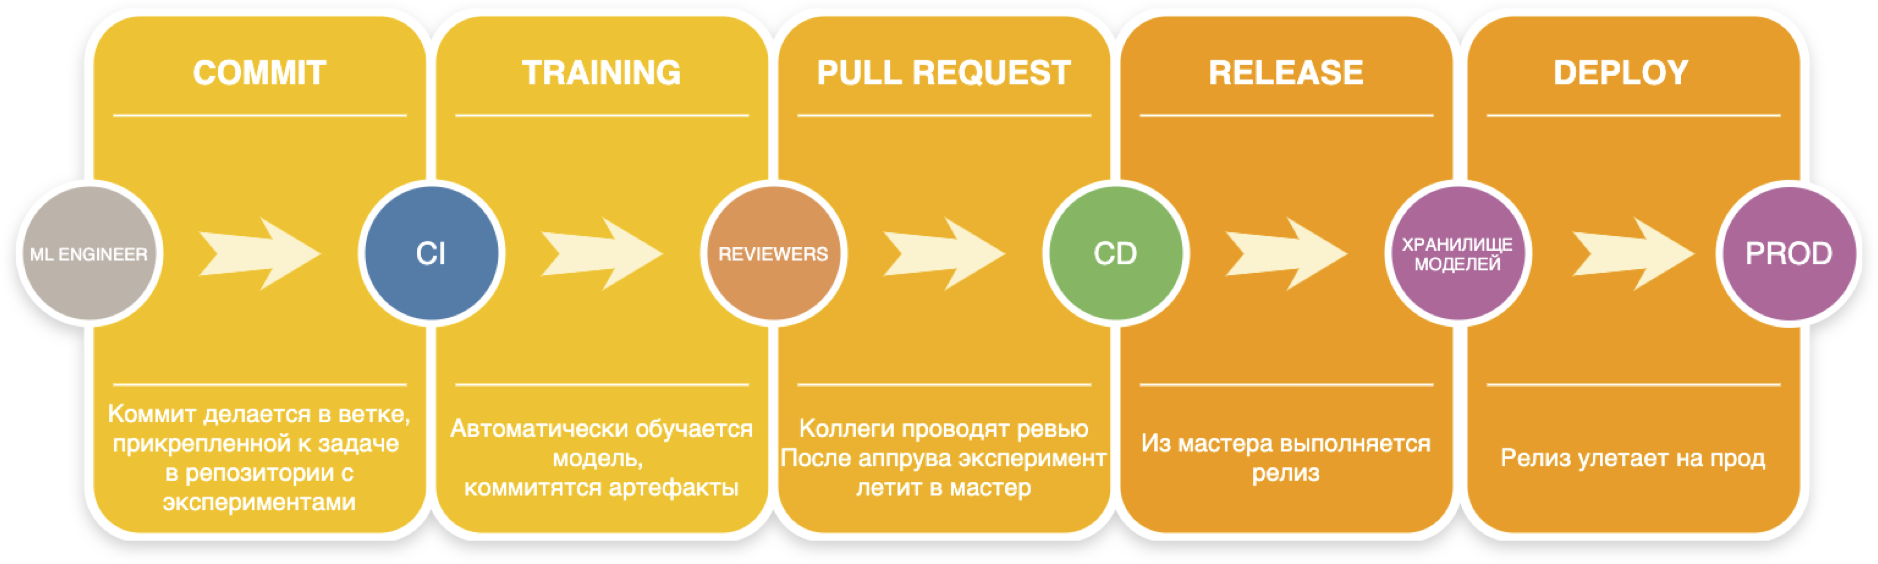 COMMIT
TRAINING
PULL REQUEST
RELEASE
DEPLOY
ML ENGINEER
CI
REVIEWERS
CD
ХРАНИЛИЩЕ
МОДЕЛЕЙ
PROD
Коммит делается в ветке,
прикрепленной к задаче
в репозитории с
экспериментами
Автоматически обучается
модель,
коммитятся артефакты
Коллеги проводят ревью
После аппрува эксперимент
летит в мастер
Из мастера выполняется
релиз
Релиз улетает на прод